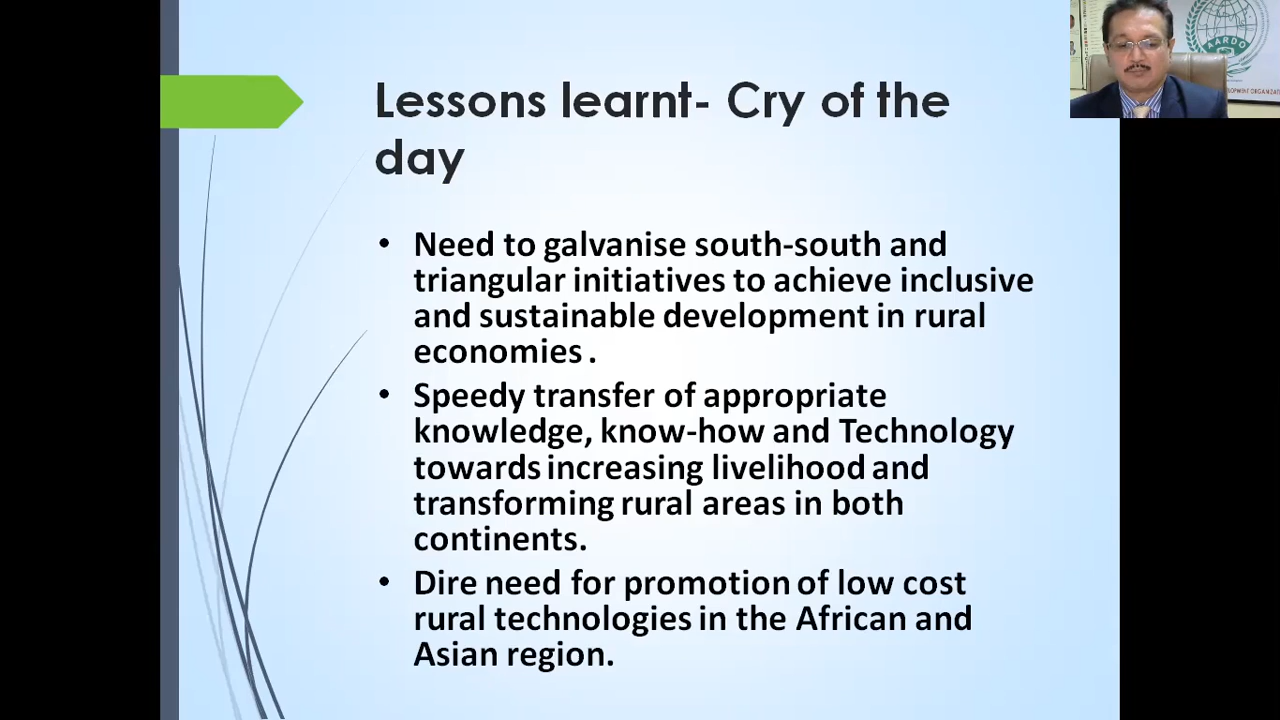 Lessons learnt- Cry of the
day
• Need to galvanise south-south and
triangular initiatives to achieve inclusive
and sustainable development in rural
economies .
• Speedy transfer of appropriate
knowledge, know-how and Technology
towards increasing livelihood and
transforming rural areas in both
continents.
• Dire need for promotion of low cost
rural technologies in the African and
Asian region.
AARDO